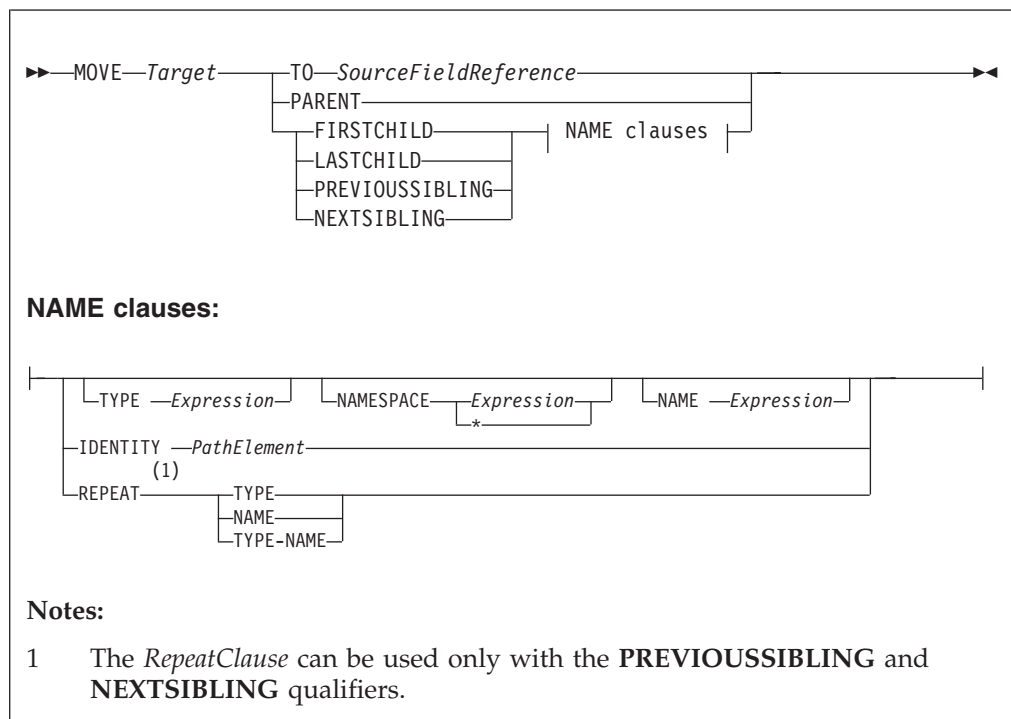 MOVE Target TO SourceFieldReference
PARENT
FIRSTCHILD NAME clauses
LASTCHILD
PREVIOUSSIBLING
NEXTSIBLING
NAME clauses:
TYPE Expression NAMESPACE Expression NAME Expression
*
IDENTITY PathElement
(1)
REPEAT TYPE
NAME
TYPE-NAME
Notes:
1 The RepeatClause can be used only with the PREVIOUSSIBLING and
NEXTSIBLING qualifiers.